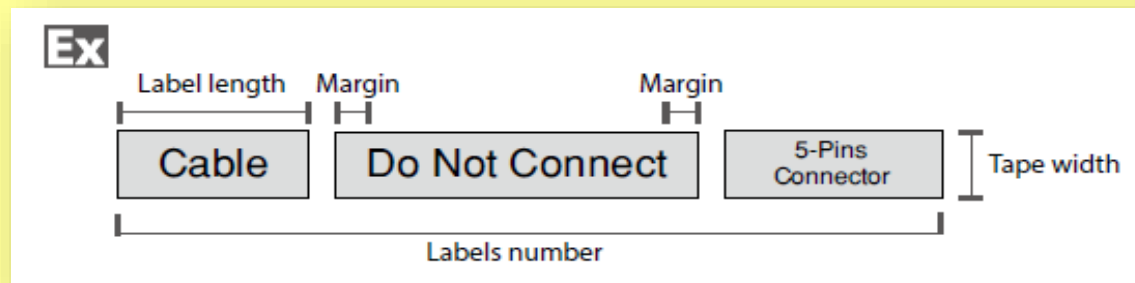 Ex
Label length
Margin
Margin
Cable
Do Not Connect
5-Pins
Connector
Tape width
Labels number